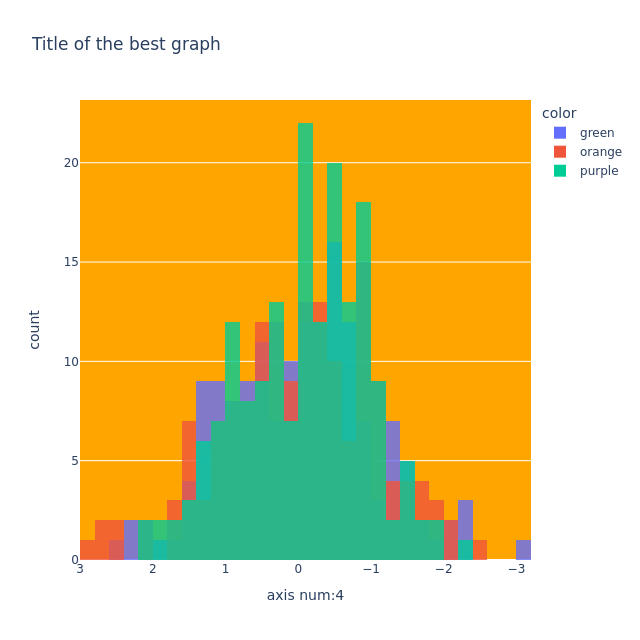 Title of the best graph
color
green
orange
purple
20
15
10
5
0
count
3
2
1
0
−1
−2
−3
axis num:4